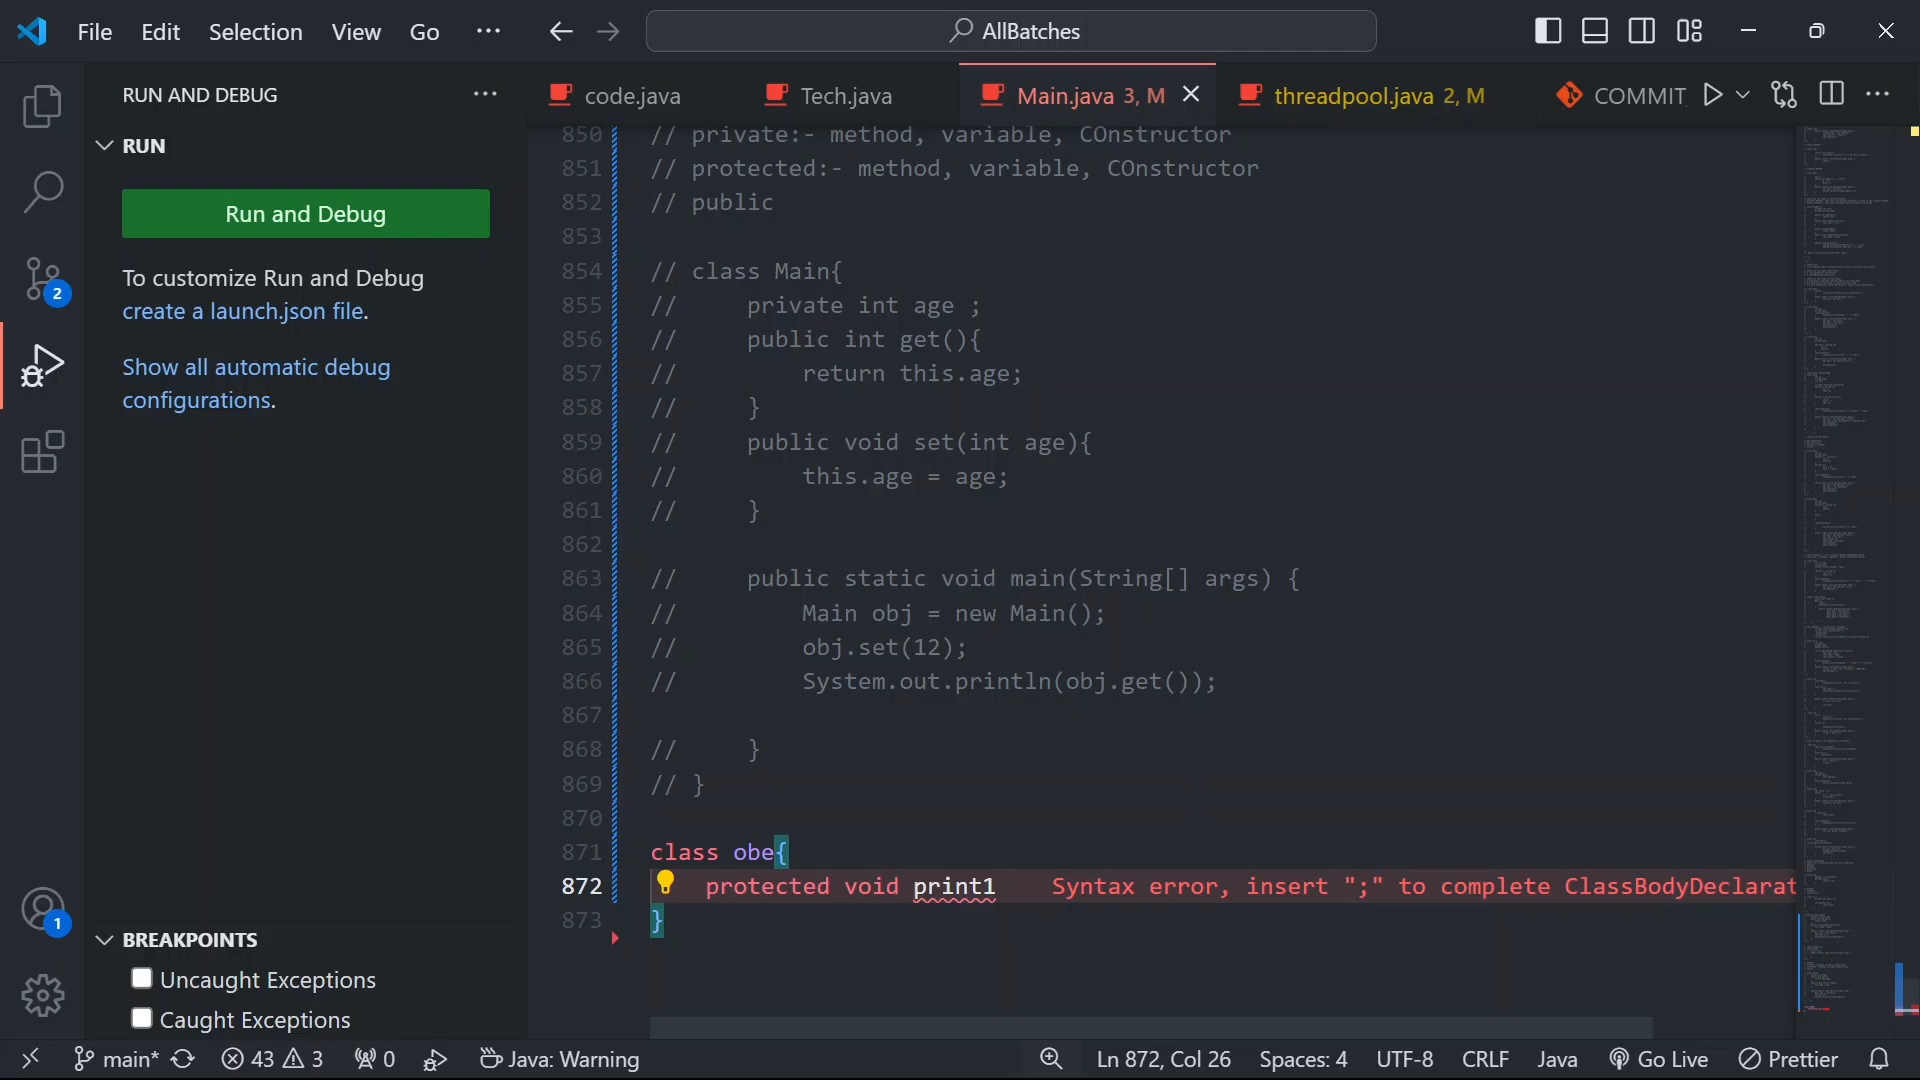 File Edit Selection View Go ··· AllBatches
RUN AND DEBUG ···
code.java Tech.java Main.java 3, M threadpool.java 2, M COMMIT ···
RUN
Run and Debug
To customize Run and Debug
create a launch.json file.
Show all automatic debug
configurations.
850 // private:- method, variable, COnstructor
851 // protected:- method, variable, COnstructor
852 // public
853
854 // class Main{
855 //     private int age ;
856 //     public int get(){
857 //         return this.age;
858 //     }
859 //     public void set(int age){
860 //         this.age = age;
861 //     }
862
863 //     public static void main(String[] args) {
864 //         Main obj = new Main();
865 //         obj.set(12);
866 //         System.out.println(obj.get());
867
868 //     }
869 // }
870
871 class obe{
872     protected void print1    Syntax error, insert ";" to complete ClassBodyDeclarat
873 }
2
1
BREAKPOINTS
Uncaught Exceptions
Caught Exceptions
main* 43 3 0 Java: Warning Ln 872, Col 26 Spaces: 4 UTF-8 CRLF Java Go Live Prettier